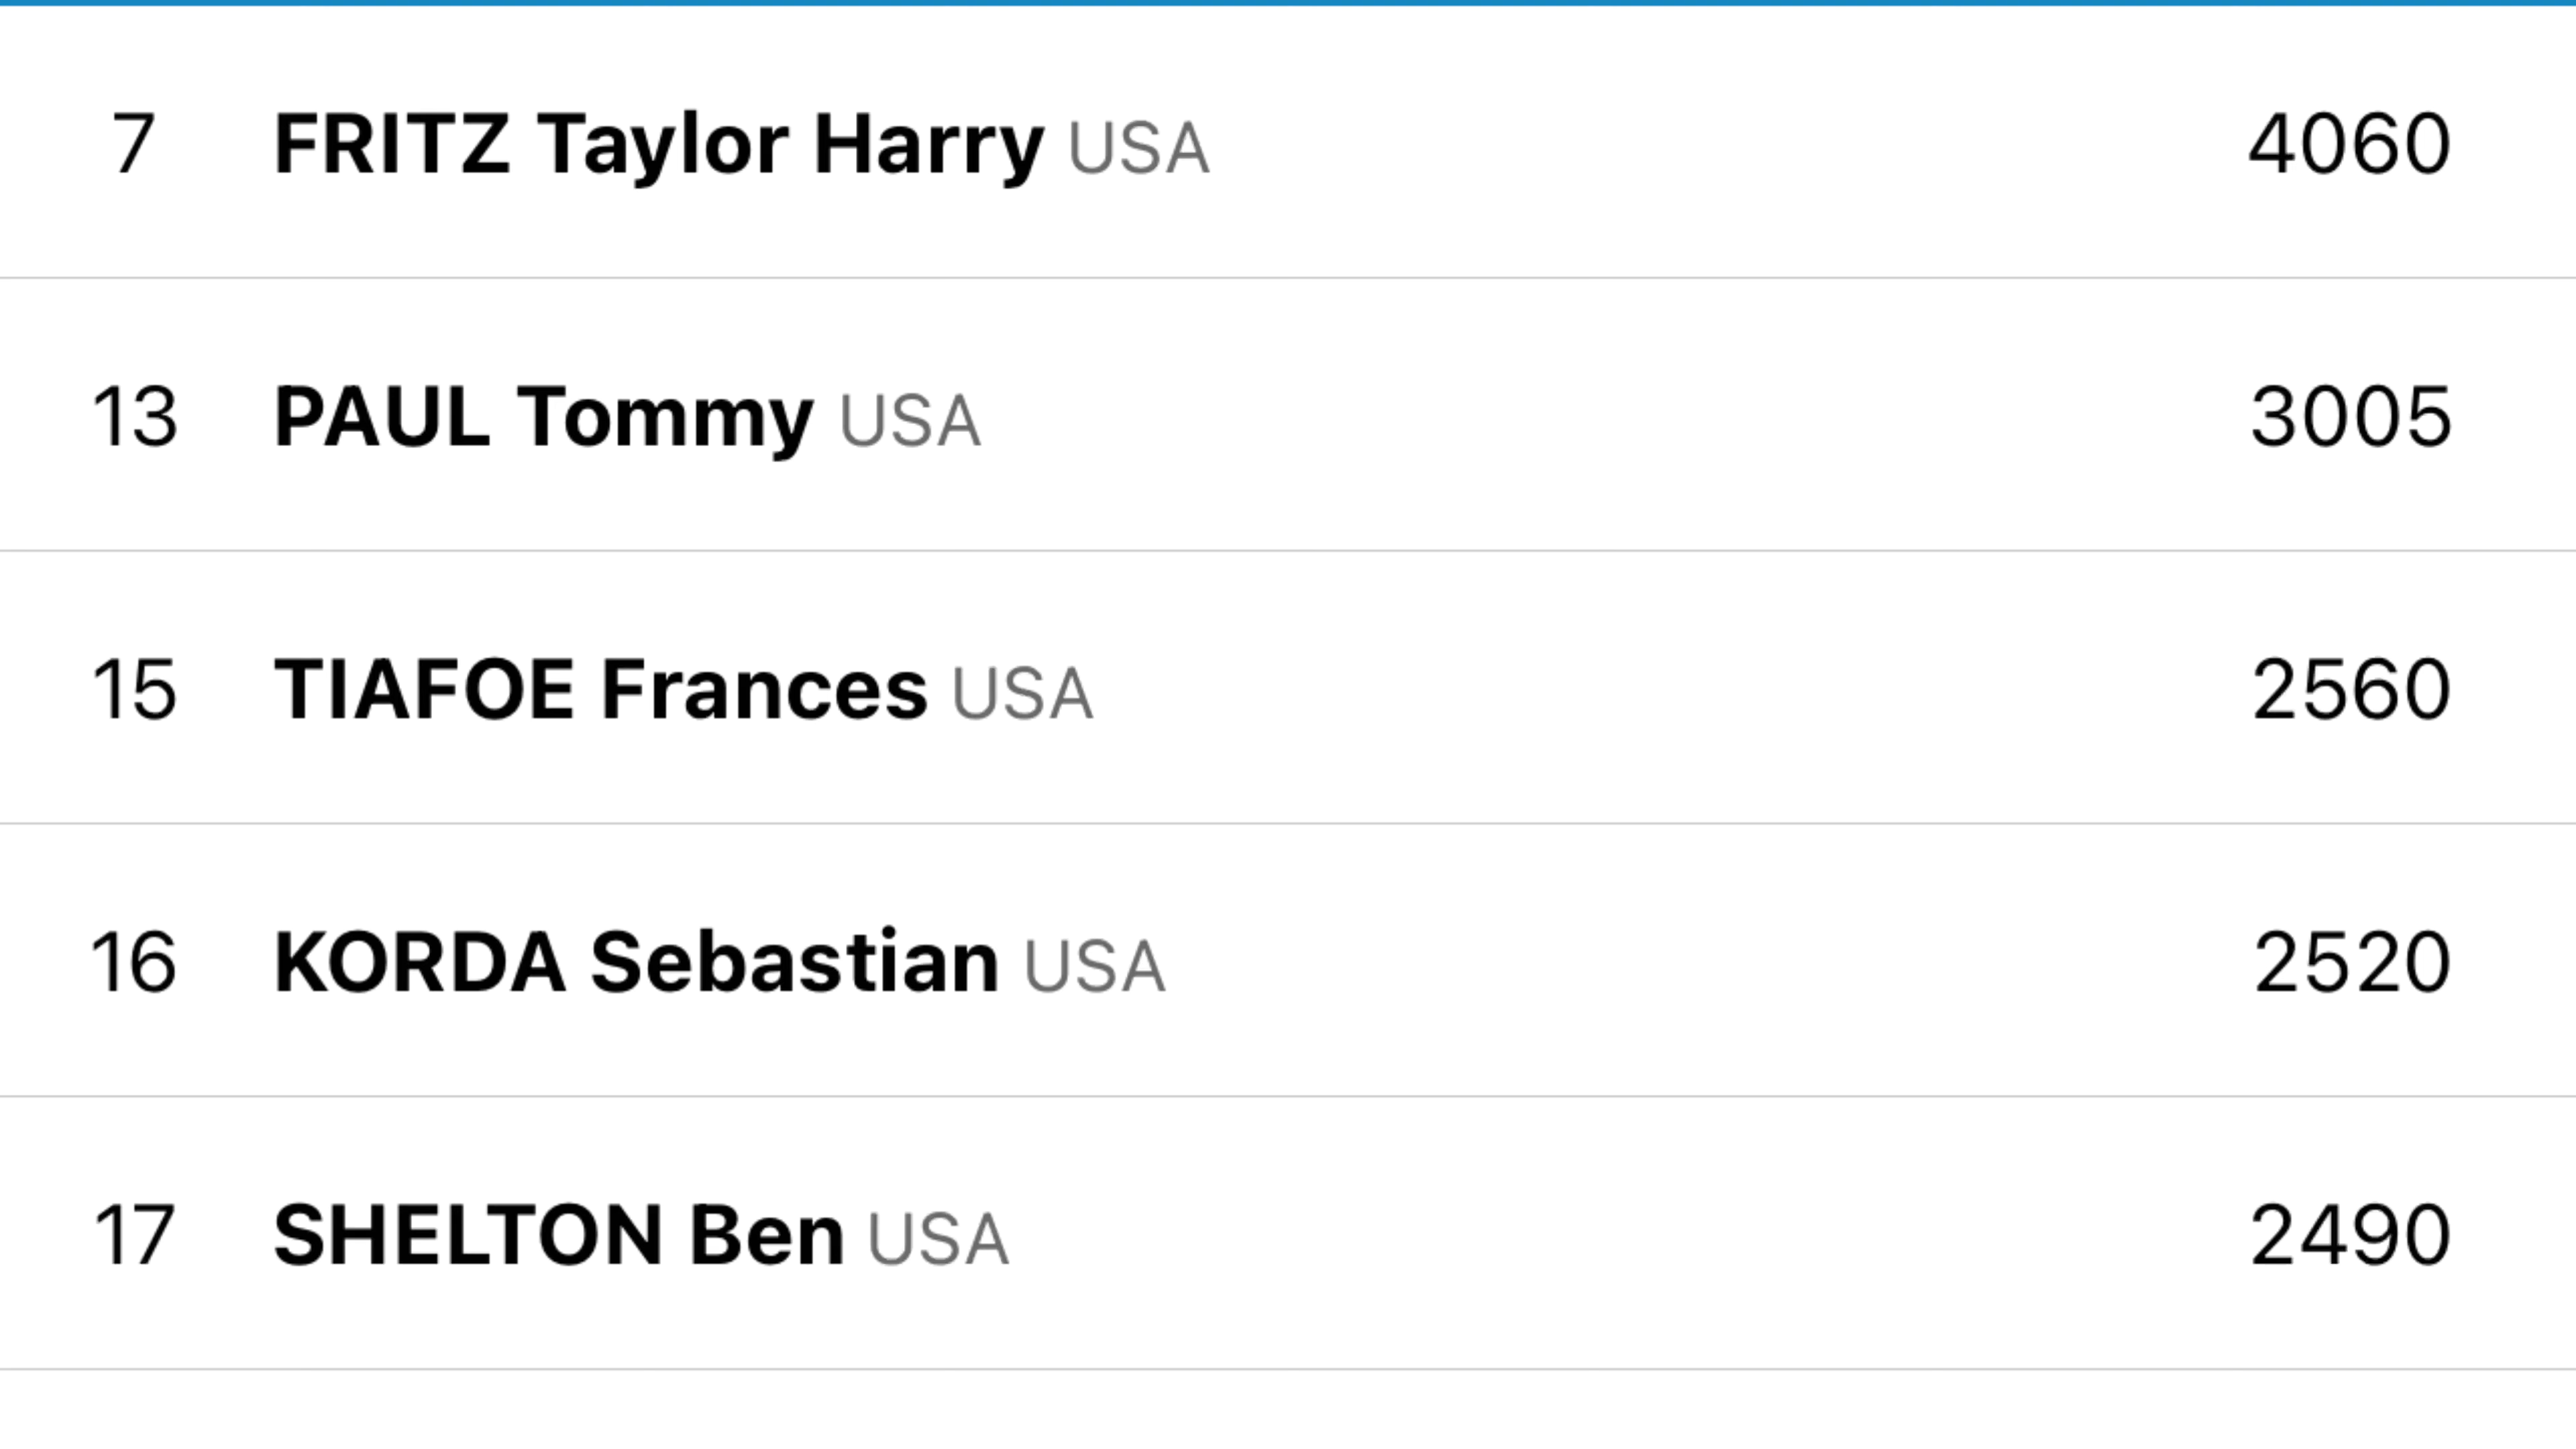 7 FRITZ Taylor Harry USA 4060
13 PAUL Tommy USA 3005
15 TIAFOE Frances USA 2560
16 KORDA Sebastian USA 2520
17 SHELTON Ben USA 2490